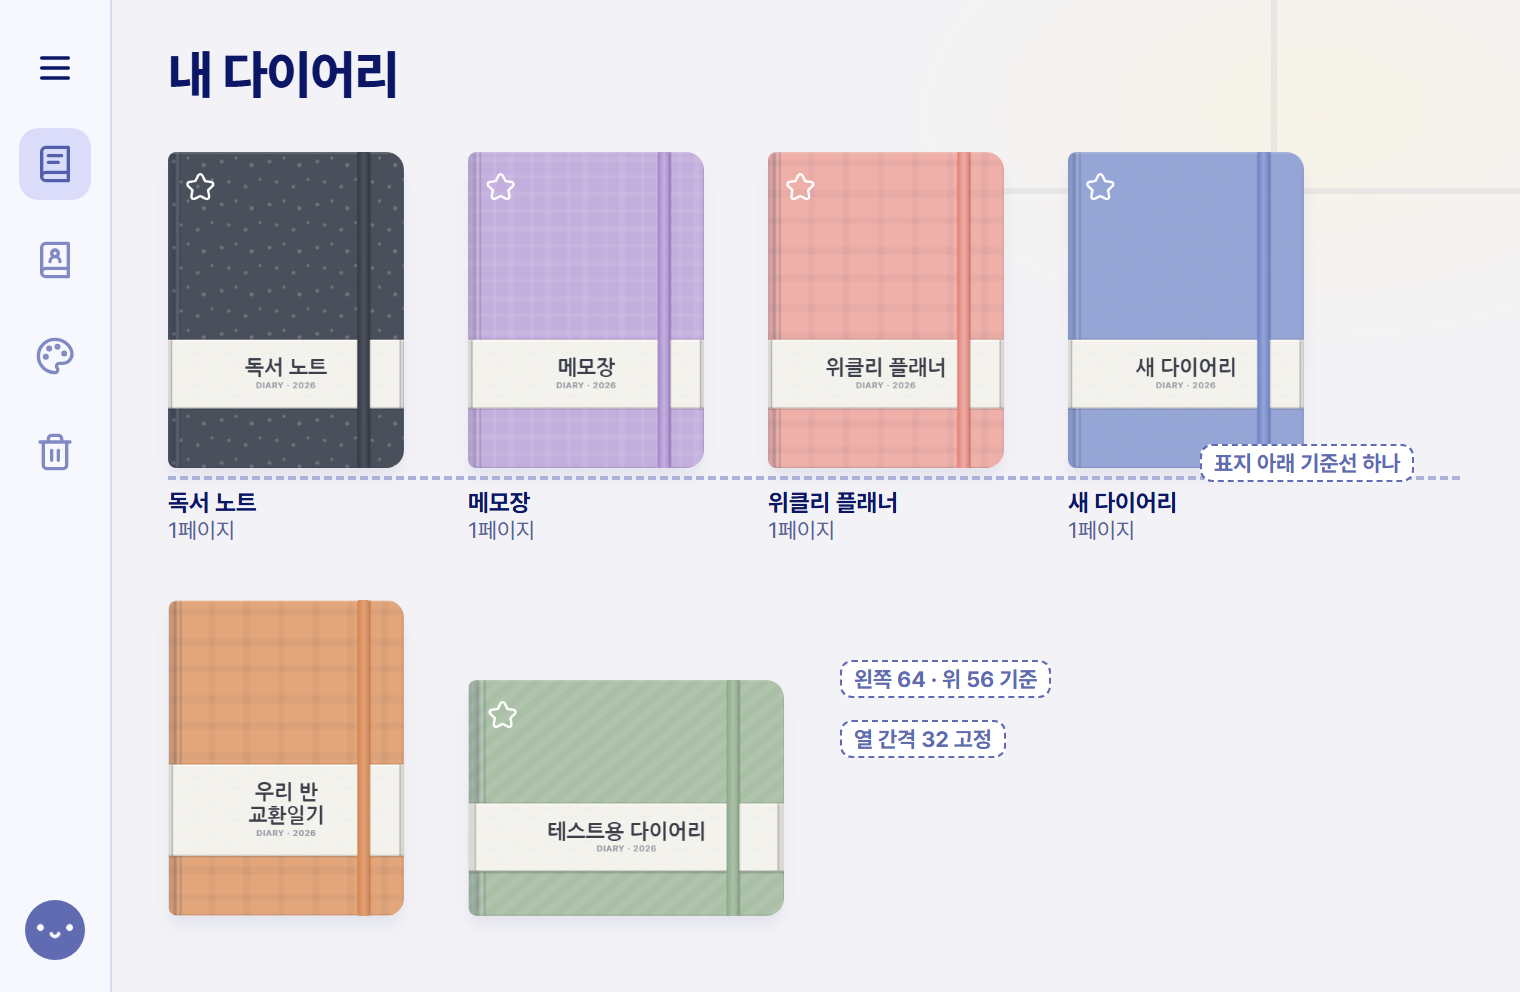 내 다이어리
독서 노트
DIARY · 2026
메모장
DIARY · 2026
위클리 플래너
DIARY · 2026
새 다이어리
DIARY · 2026
표지 아래 기준선 하나
독서 노트
1페이지
메모장
1페이지
위클리 플래너
1페이지
새 다이어리
1페이지
우리 반
교환일기
DIARY · 2026
테스트용 다이어리
DIARY · 2026
왼쪽 64 · 위 56 기준
열 간격 32 고정